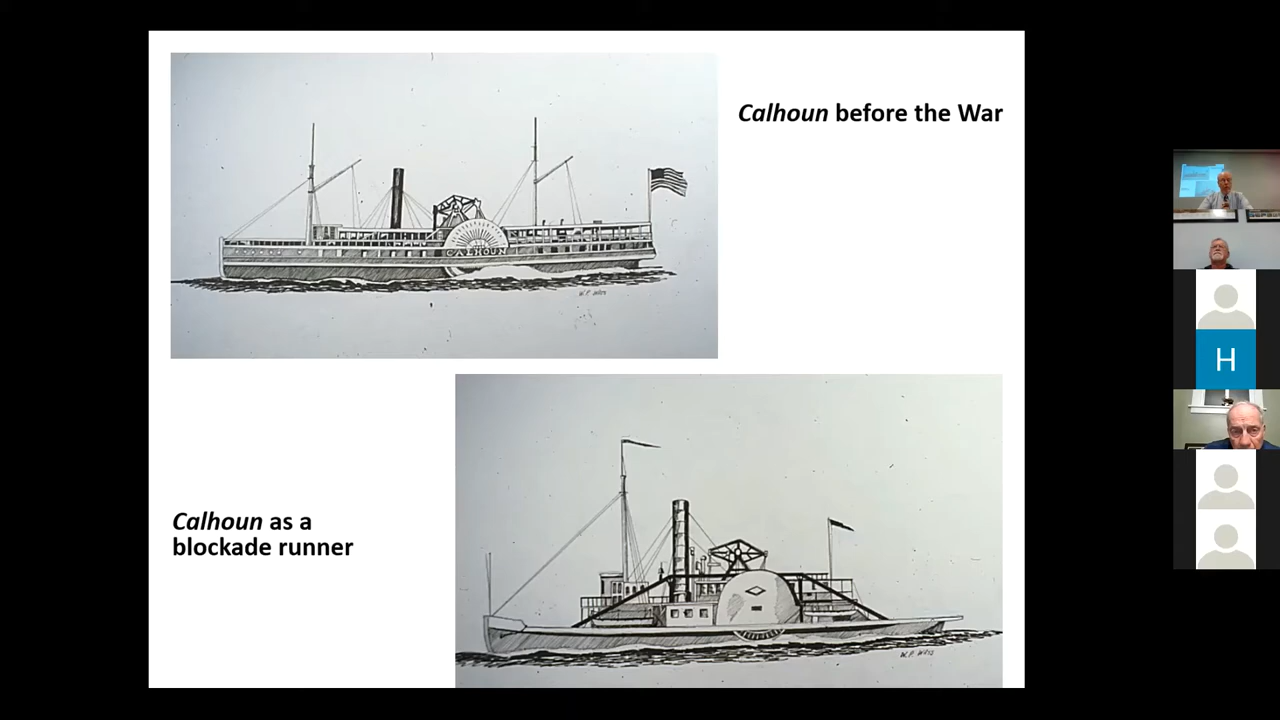 Calhoun before the War
CALHOUN
Calhoun as a
blockade runner
H